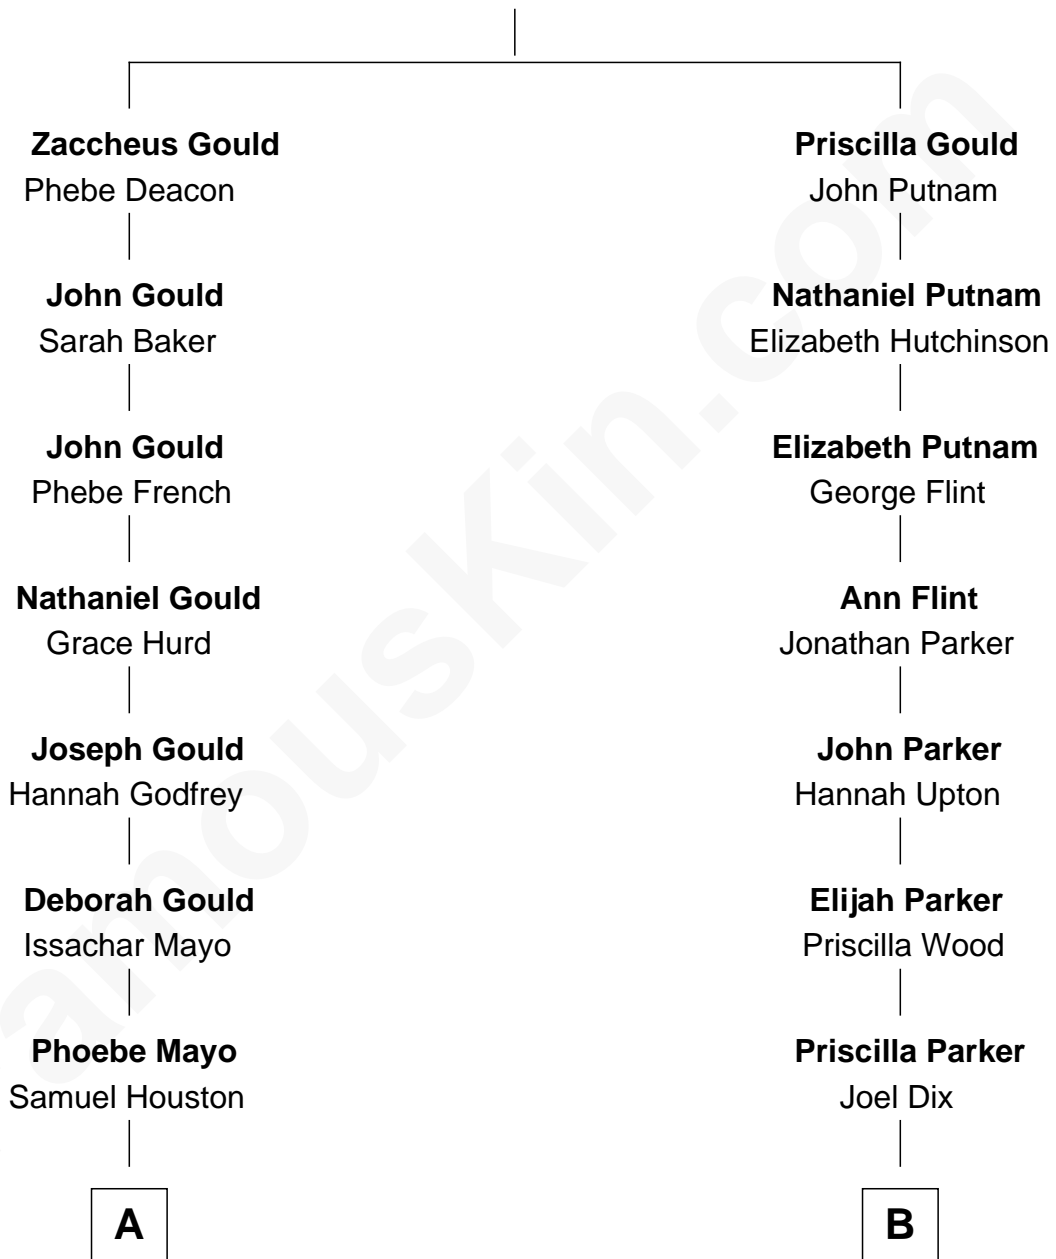 Zaccheus Gould
Phebe Deacon
Priscilla Gould
John Putnam
John Gould
Sarah Baker
Nathaniel Putnam
Elizabeth Hutchinson
John Gould
Phebe French
Elizabeth Putnam
George Flint
Nathaniel Gould
Grace Hurd
Ann Flint
Jonathan Parker
Joseph Gould
Hannah Godfrey
John Parker
Hannah Upton
Deborah Gould
Issachar Mayo
Elijah Parker
Priscilla Wood
Phoebe Mayo
Samuel Houston
Priscilla Parker
Joel Dix
A
B
amouskin.com